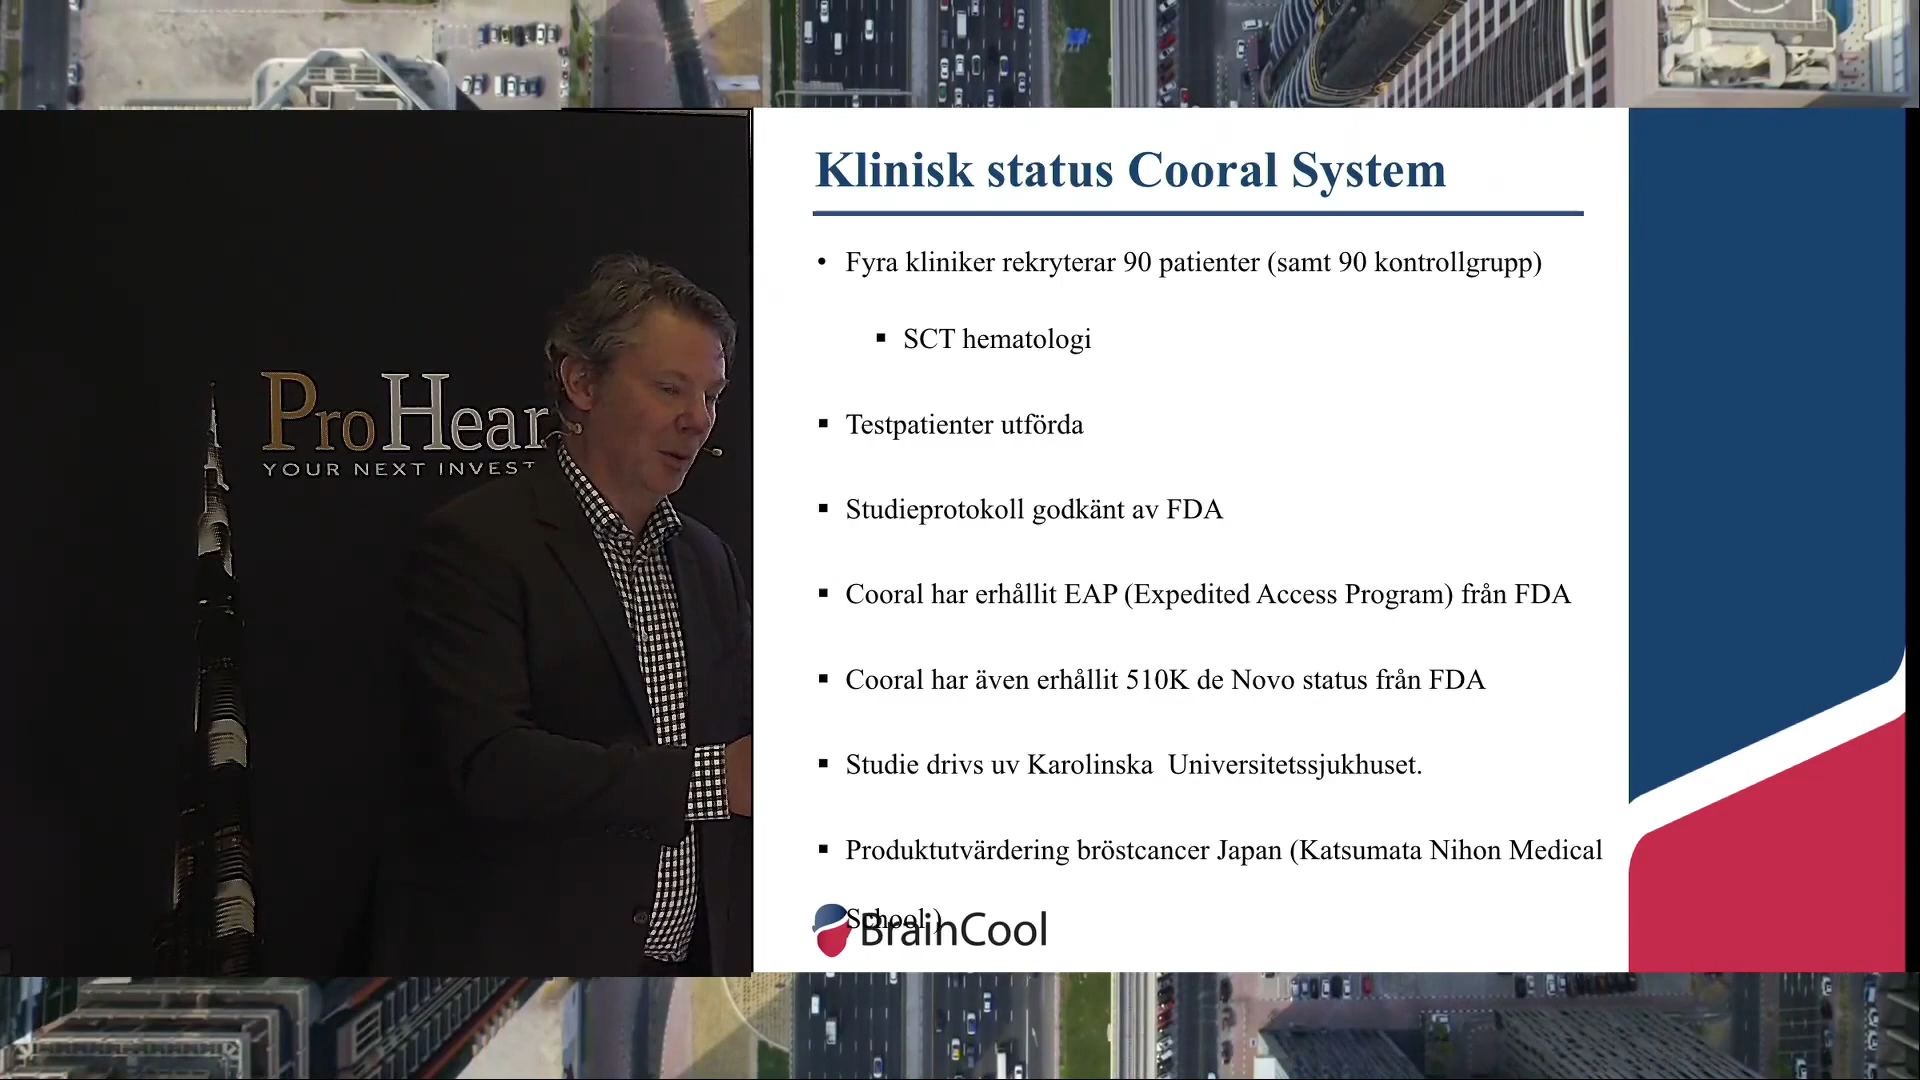 ProHear
YOUR NEXT INVEST
Klinisk status Cooral System
• Fyra kliniker rekryterar 90 patienter (samt 90 kontrollgrupp)
▪ SCT hematologi
▪ Testpatienter utförda
▪ Studieprotokoll godkänt av FDA
▪ Cooral har erhållit EAP (Expedited Access Program) från FDA
▪ Cooral har även erhållit 510K de Novo status från FDA
▪ Studie drivs uv Karolinska  Universitetssjukhuset.
▪ Produktutvärdering bröstcancer Japan (Katsumata Nihon Medical
School )
BrainCool